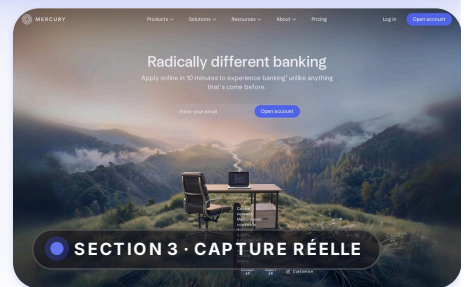 MERCURY
Products Solutions Resources About Pricing
Log In Open account
Radically different banking
Apply online in 10 minutes to experience banking¹ unlike anything
that's come before.
Enter your email Open account
SECTION 3 · CAPTURE RÉELLE
Customize